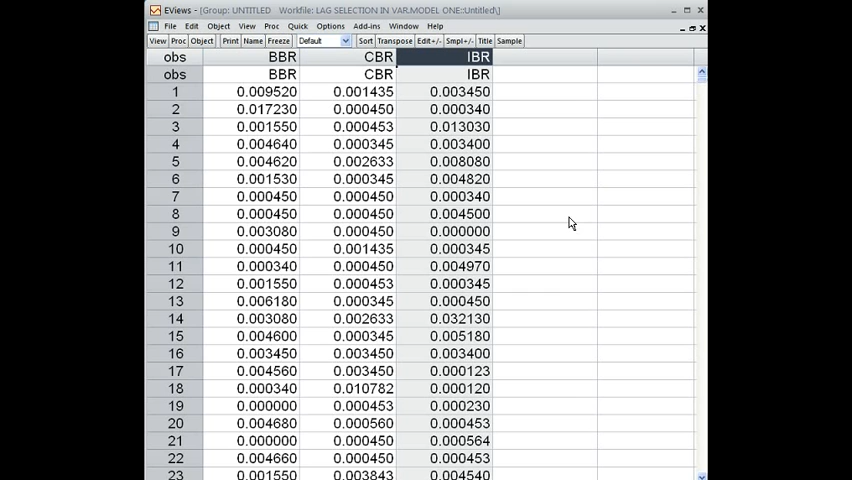 EViews - [Group: UNTITLED   Workfile: LAG SELECTION IN VAR.MODEL ONE::Untitled\]
File Edit Object View Proc Quick Options Add-ins Window Help
View Proc Object Print Name Freeze Default Sort Transpose Edit+/- Smpl+/- Title Sample
obs BBR CBR IBR
obs BBR CBR IBR
1 0.009520 0.001435 0.003450
2 0.017230 0.000450 0.000340
3 0.001550 0.000453 0.013030
4 0.004640 0.000345 0.003400
5 0.004620 0.002633 0.008080
6 0.001530 0.000345 0.004820
7 0.000450 0.000450 0.000340
8 0.000450 0.000450 0.004500
9 0.003080 0.000450 0.000000
10 0.000450 0.001435 0.000345
11 0.000340 0.000450 0.004970
12 0.001550 0.000453 0.000345
13 0.006180 0.000345 0.000450
14 0.003080 0.002633 0.032130
15 0.004600 0.000345 0.005180
16 0.003450 0.003450 0.003400
17 0.004560 0.003450 0.000123
18 0.000340 0.010782 0.000120
19 0.000000 0.000453 0.000230
20 0.004680 0.000560 0.000453
21 0.000000 0.000450 0.000564
22 0.004660 0.000450 0.000453
23 0.001550 0.003843 0.004540